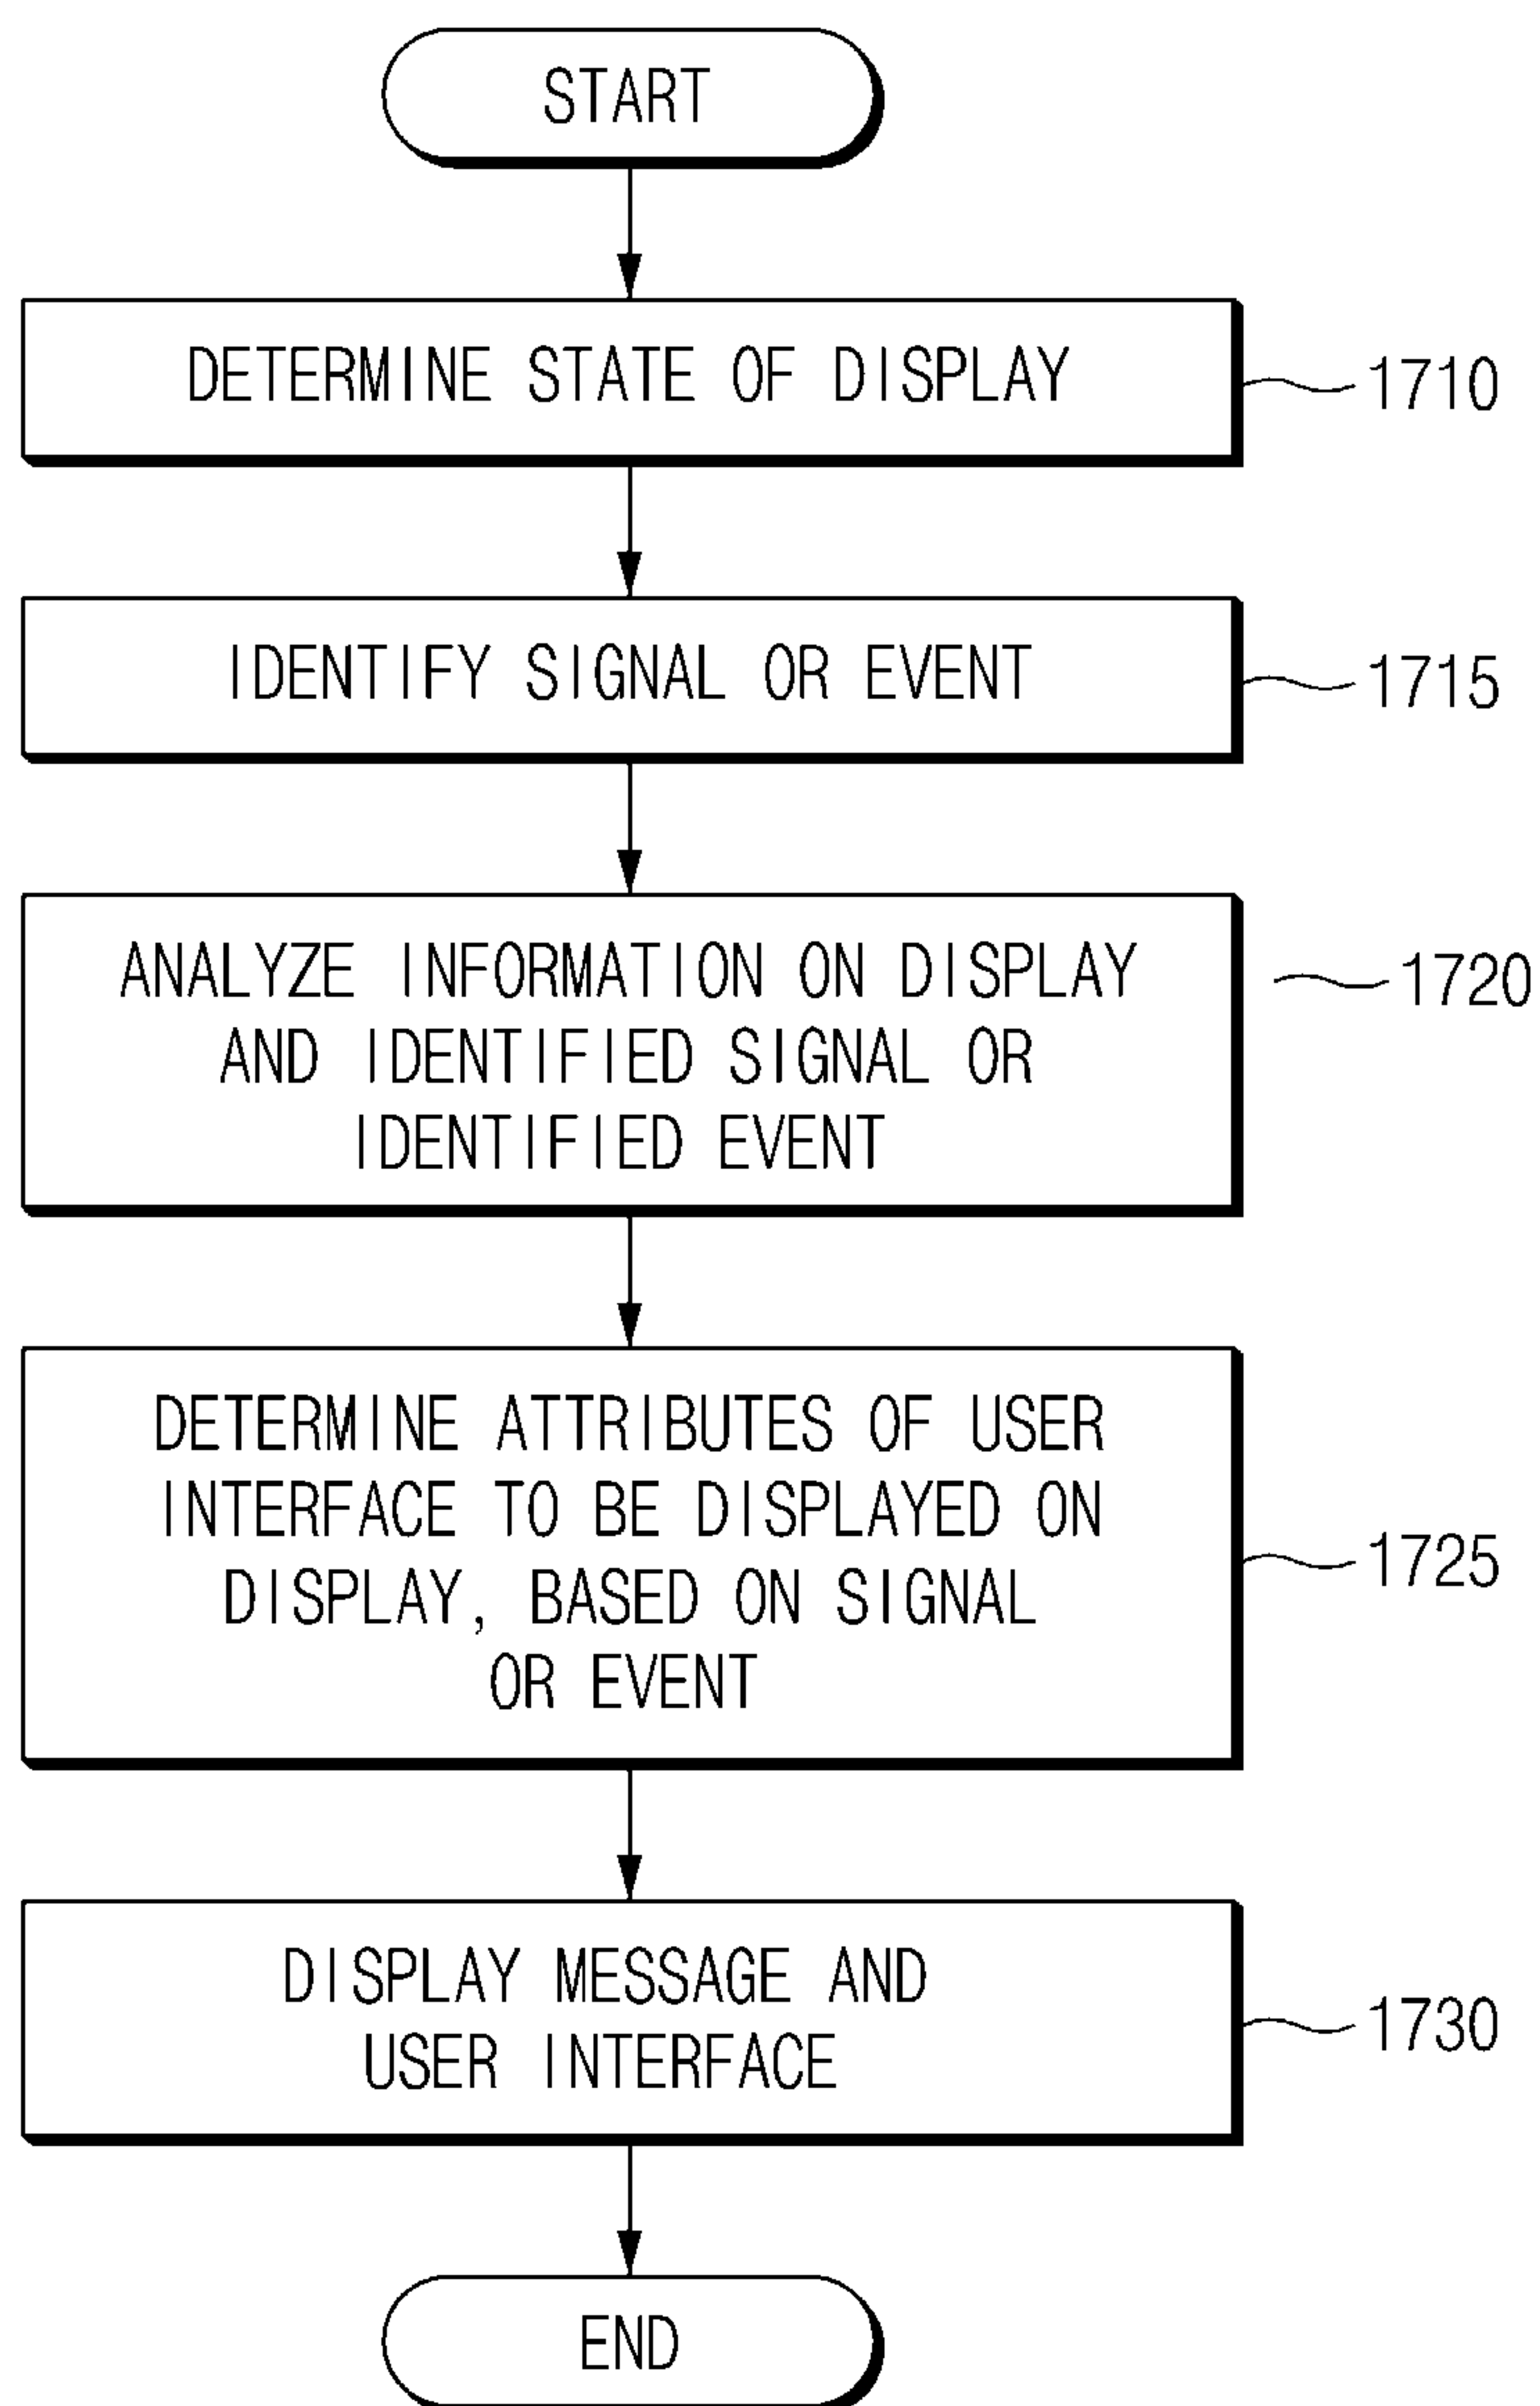 START
DETERMINE STATE OF DISPLAY
1710
IDENTIFY SIGNAL OR EVENT
1715
ANALYZE INFORMATION ON DISPLAY
AND IDENTIFIED SIGNAL OR
IDENTIFIED EVENT
1720
DETERMINE ATTRIBUTES OF USER
INTERFACE TO BE DISPLAYED ON
DISPLAY, BASED ON SIGNAL
OR EVENT
1725
DISPLAY MESSAGE AND
USER INTERFACE
1730
END